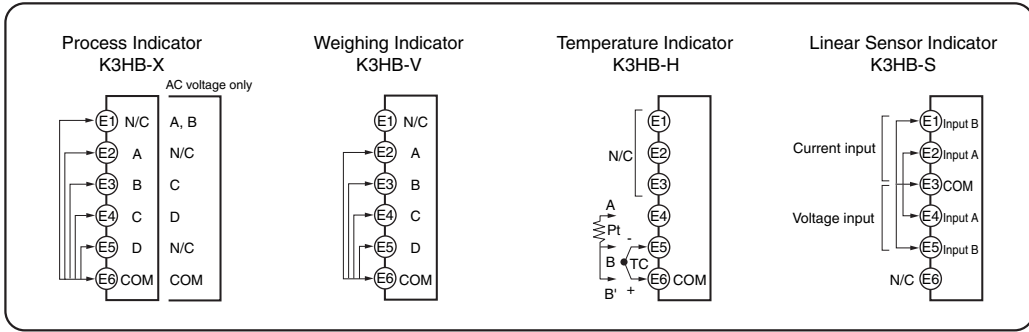 Process Indicator
K3HB-X
AC voltage only
E1 N/C A, B
E2 A N/C
E3 B C
E4 C D
E5 D N/C
E6 COM COM
Weighing Indicator
K3HB-V
E1 N/C
E2 A
E3 B
E4 C
E5 D
E6 COM
Temperature Indicator
K3HB-H
E1
N/C E2
E3
A E4
Pt
- E5
B TC
E6 COM
B' +
Linear Sensor Indicator
K3HB-S
E1 Input B
Current input
E2 Input A
E3 COM
Voltage input
E4 Input A
E5 Input B
N/C E6